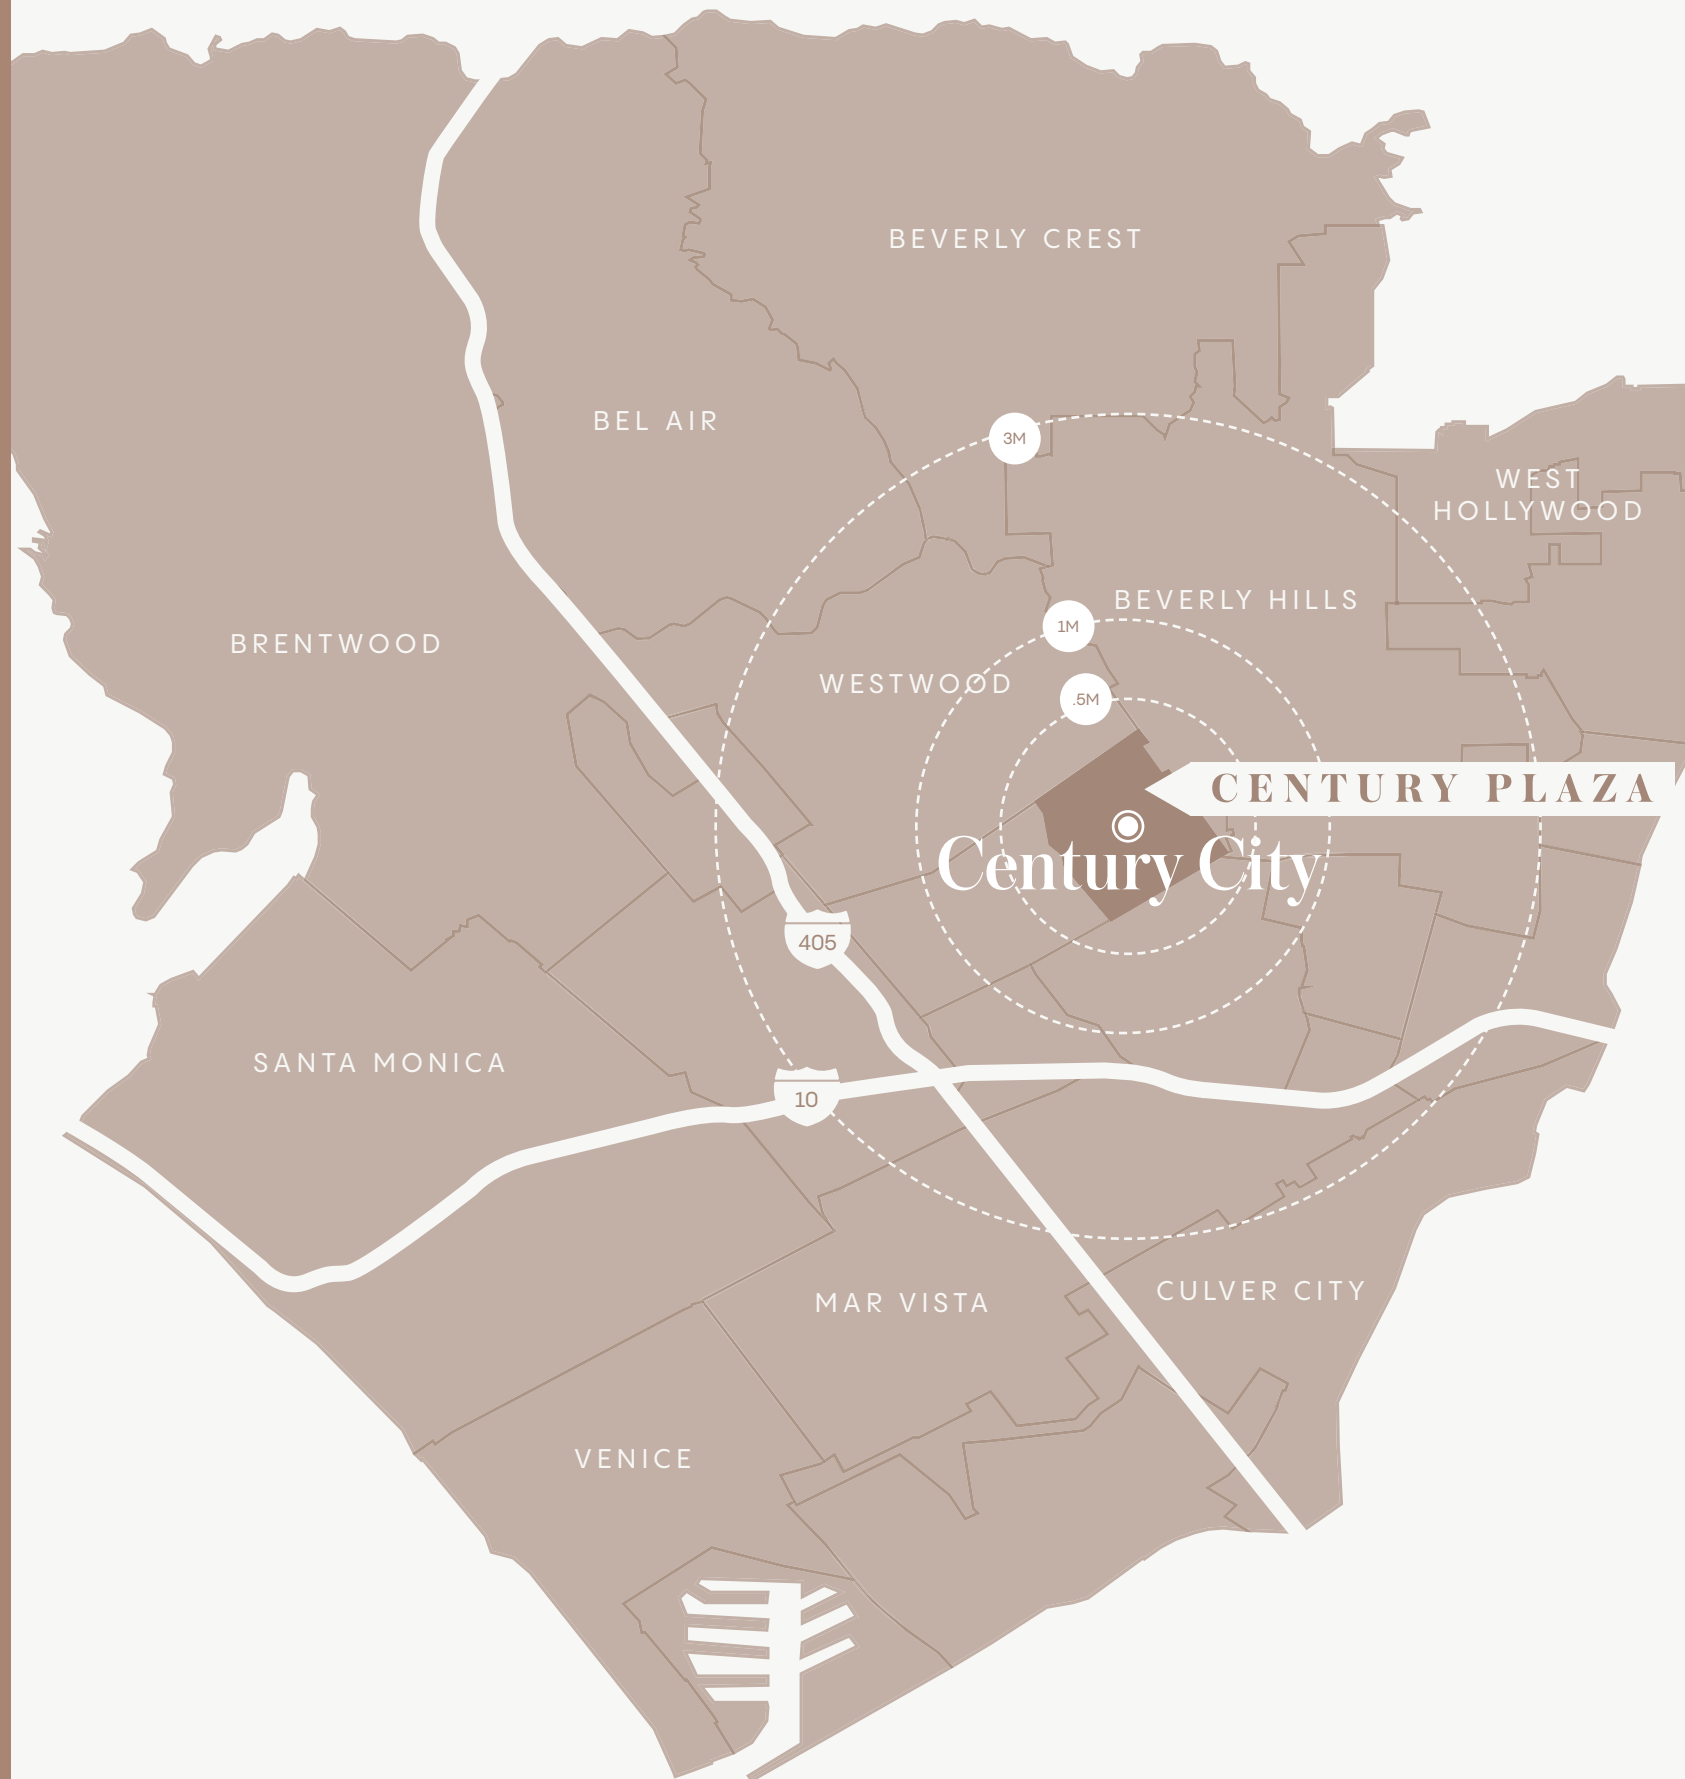 BEVERLY CREST
BEL AIR
3M
WEST
HOLLYWOOD
BEVERLY HILLS
1M
BRENTWOOD
WESTWOOD
.5M
CENTURY PLAZA
Century City
405
SANTA MONICA
10
CULVER CITY
MAR VISTA
VENICE